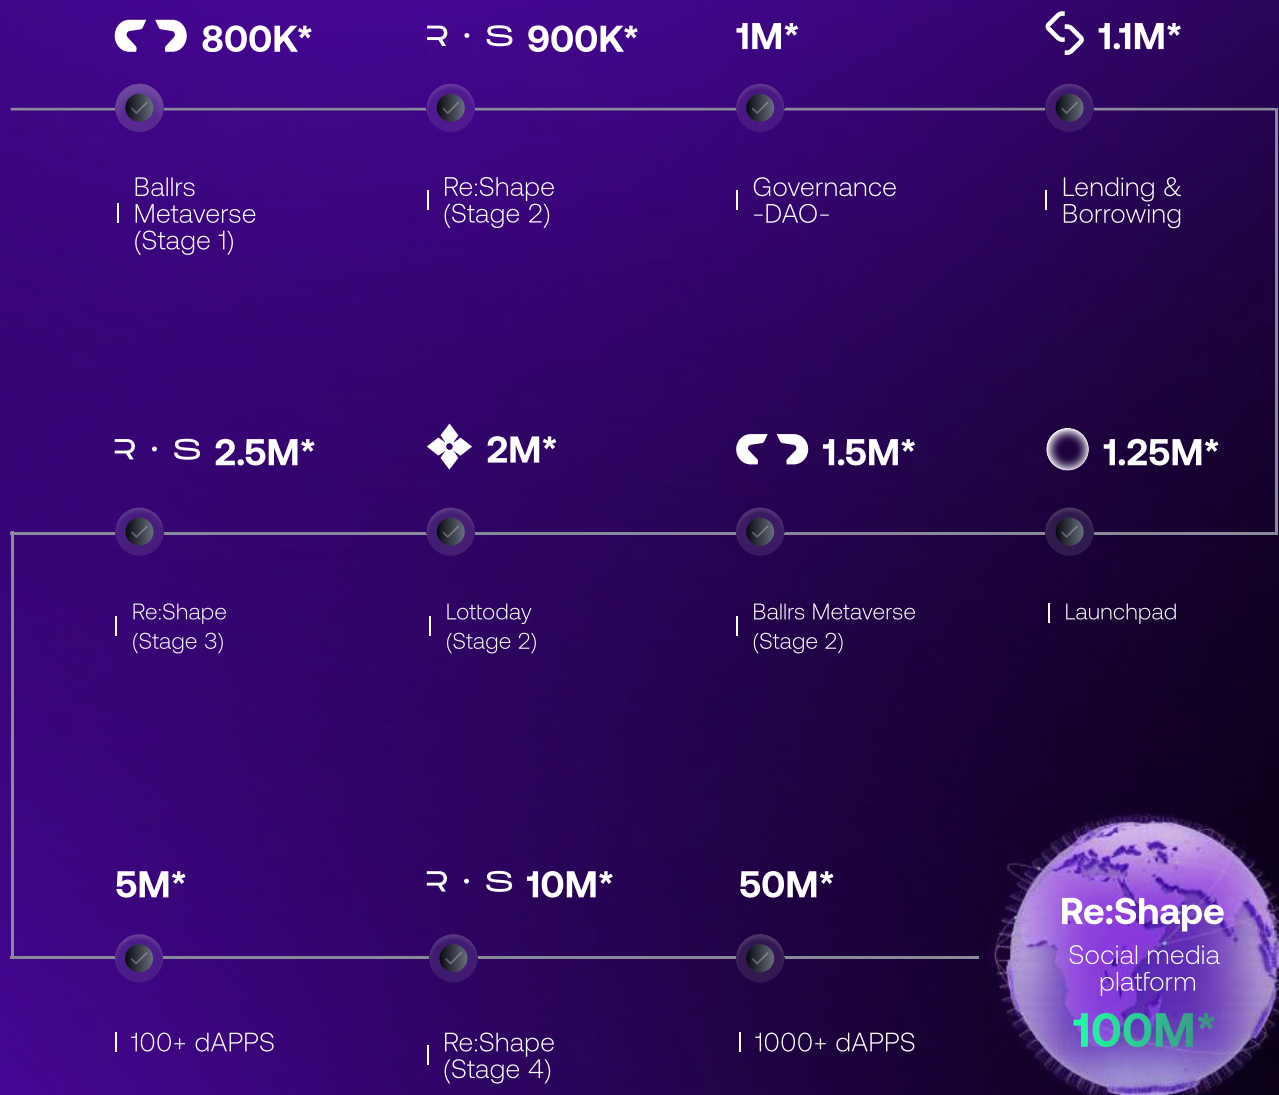 800K*
R · S 900K*
1M*
1.1M*
Ballrs
Metaverse
(Stage 1)
Re:Shape
(Stage 2)
Governance
-DAO-
Lending &
Borrowing
R · S 2.5M*
2M*
1.5M*
1.25M*
Re:Shape
(Stage 3)
Lottoday
(Stage 2)
Ballrs Metaverse
(Stage 2)
Launchpad
5M*
R · S 10M*
50M*
100+ dAPPS
Re:Shape
(Stage 4)
1000+ dAPPS
Re:Shape
Social media
platform
100M*